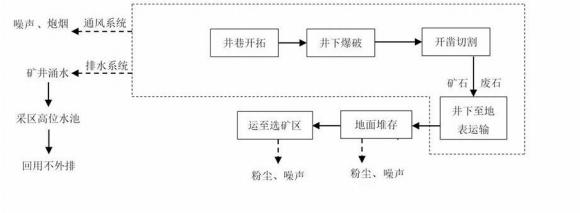 噪声、炮烟
通风系统
井巷开拓
井下爆破
开凿切割
矿井涌水
排水系统
矿石
废石
采区高位水池
运至选矿区
地面堆存
井下至地
表运输
回用不外排
粉尘、噪声
粉尘、噪声